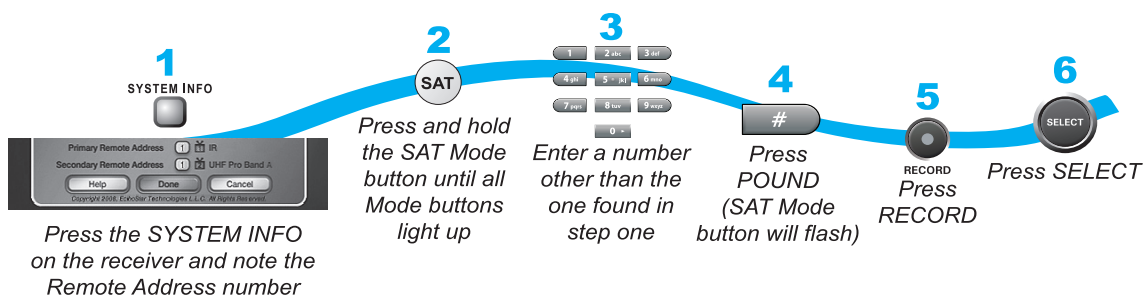 1
SYSTEM INFO
Primary Remote Address 1 1 IR
Secondary Remote Address 1 2 UHF Pro Band A
Help Done Cancel
Copyright 2008, EchoStar Technologies L.L.C. All Rights Reserved.
Press the SYSTEM INFO
on the receiver and note the
Remote Address number
2
SAT
Press and hold
the SAT Mode
button until all
Mode buttons
light up
3
1 2 abc 3 def
4 ghi 5 jkl 6 mno
7 pqrs 8 tuv 9 wxyz
0
Enter a number
other than the
one found in
step one
4
#
Press
POUND
(SAT Mode
button will flash)
5
RECORD
Press
RECORD
6
SELECT
Press SELECT